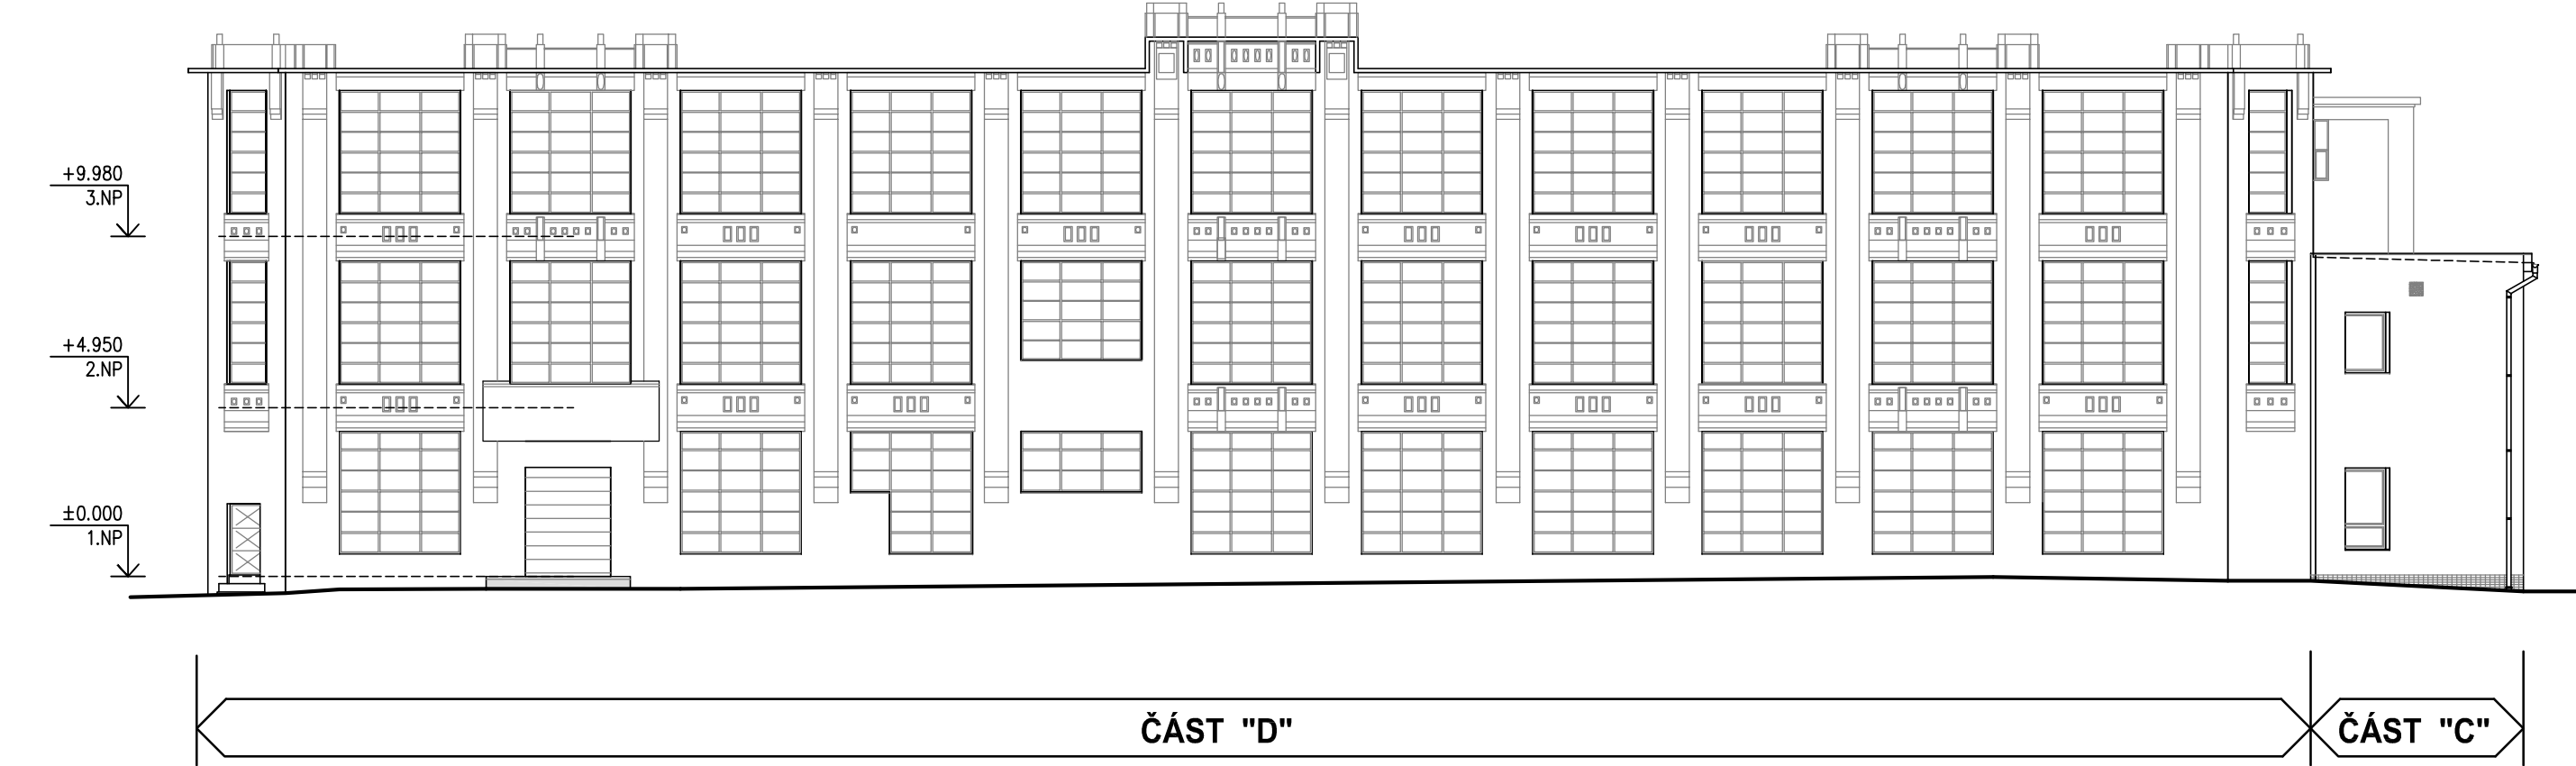 +9.980
3.NP
+4.950
2.NP
±0.000
1.NP
ČÁST "D"
ČÁST "C"